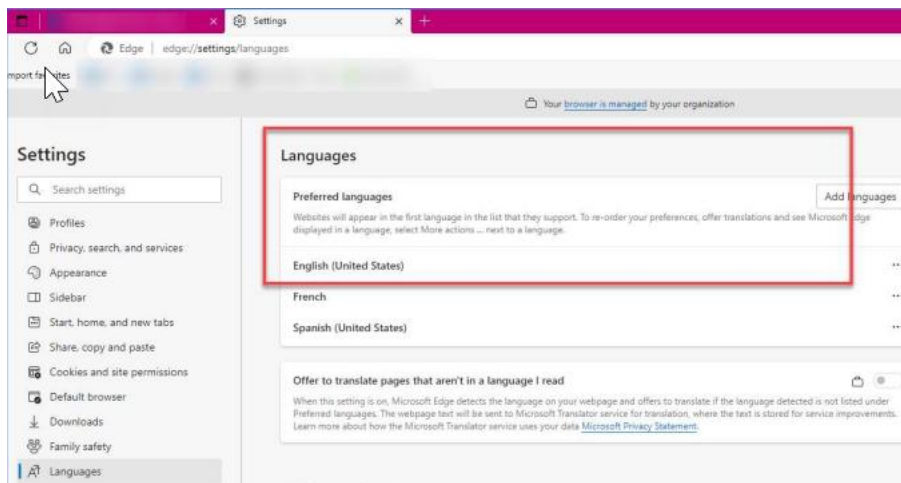 Settings
Edge | edge://settings/languages
Your browser is managed by your organization
Settings
Search settings
Profiles
Privacy, search, and services
Appearance
Sidebar
Start, home, and new tabs
Share, copy and paste
Cookies and site permissions
Default browser
Downloads
Family safety
Languages
Languages
Preferred languages
Add languages
Websites will appear in the first language in the list that they support. To re-order your preferences, offer translations and see Microsoft Edge
displayed in a language, select More actions ... next to a language.
English (United States)
French
Spanish (United States)
Offer to translate pages that aren't in a language I read
When this setting is on, Microsoft Edge detects the language on your webpage and offers to translate if the language detected is not listed under
Preferred languages. The webpage text will be sent to Microsoft Translator service for translation, where the text is stored for service improvements.
Learn more about how the Microsoft Translator service uses your data Microsoft Privacy Statement.